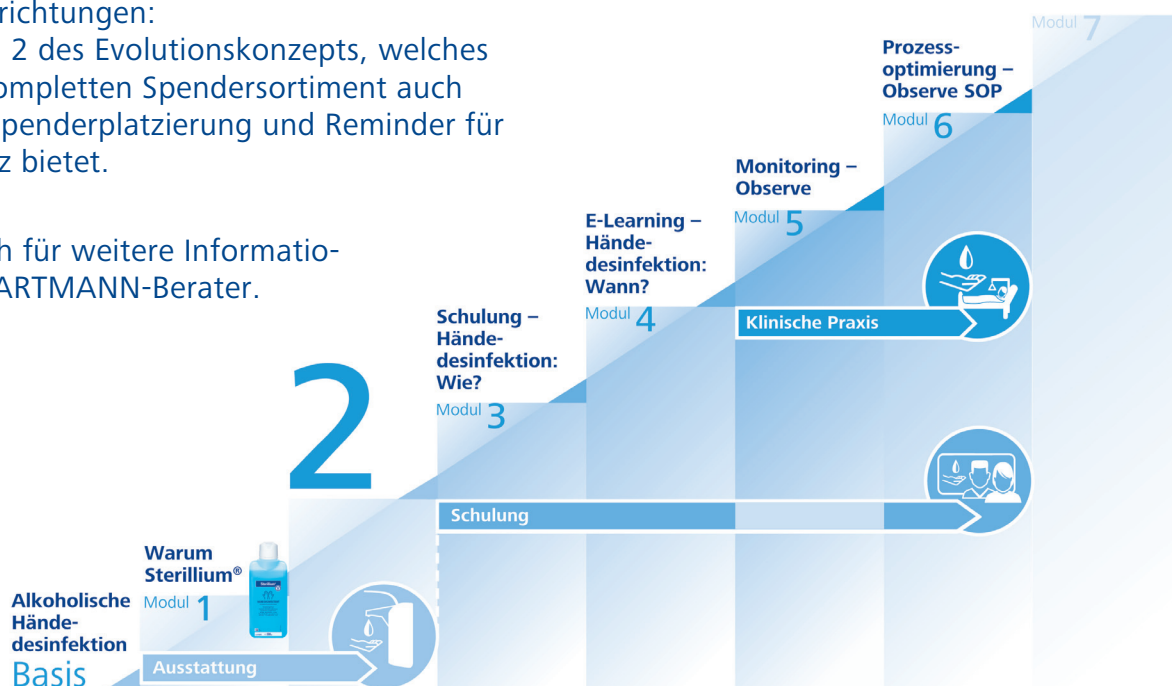 richtungen:
2 des Evolutionskonzepts, welches
ompletten Spendersortiment auch
penderplatzierung und Reminder für
z bietet.
h für weitere Informatio-
ARTMANN-Berater.
Modul 7
Prozess-
optimierung –
Observe SOP
Modul 6
Monitoring –
Observe
Modul 5
E-Learning –
Hände-
desinfektion:
Wann?
Modul 4
Klinische Praxis
Schulung –
Hände-
desinfektion:
Wie?
Modul 3
2
Schulung
Warum
Sterillium®
Modul 1
Sterillium®
Alkoholische
Hände-
desinfektion
Basis
Ausstattung